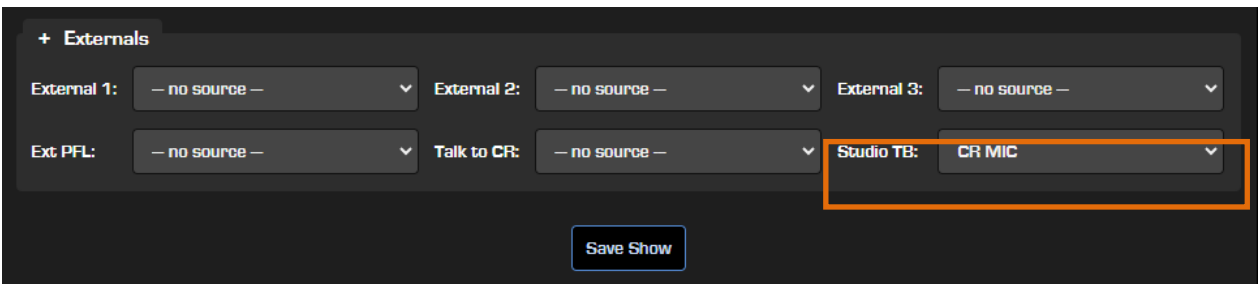 + Externals
External 1: — no source — External 2: — no source — External 3: — no source —
Ext PFL: — no source — Talk to CR: — no source — Studio TB: CR MIC
Save Show